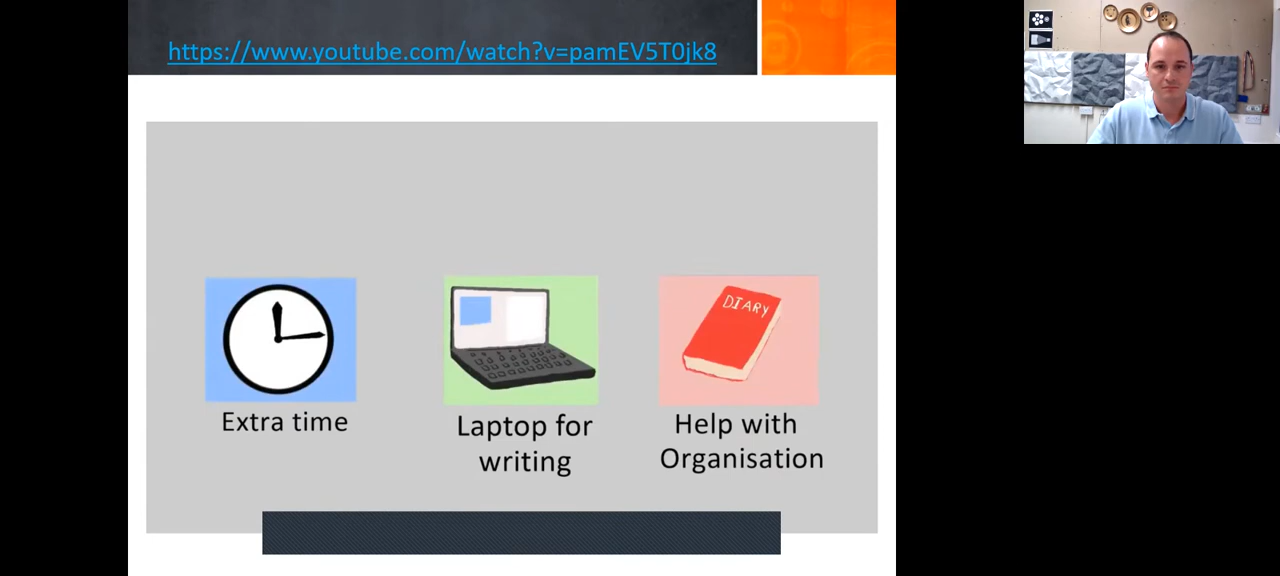 https://www.youtube.com/watch?v=pamEV5T0jk8
DIARY
Extra time
Laptop for
writing
Help with
Organisation